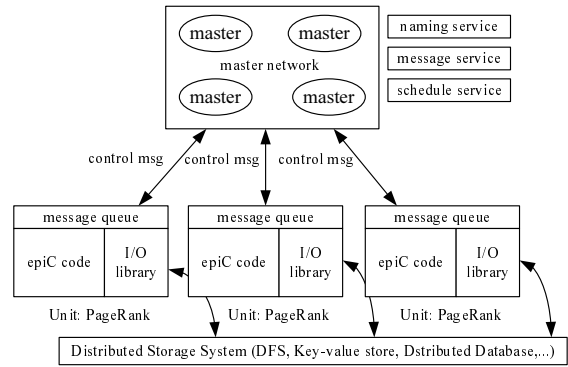 master master
master network
master master
naming service
message service
schedule service
control msg control msg control msg
message queue message queue message queue
epiC code I/O library epiC code I/O library epiC code I/O library
Unit: PageRank Unit: PageRank Unit: PageRank
Distributed Storage System (DFS, Key-value store, Dstributed Database,...)